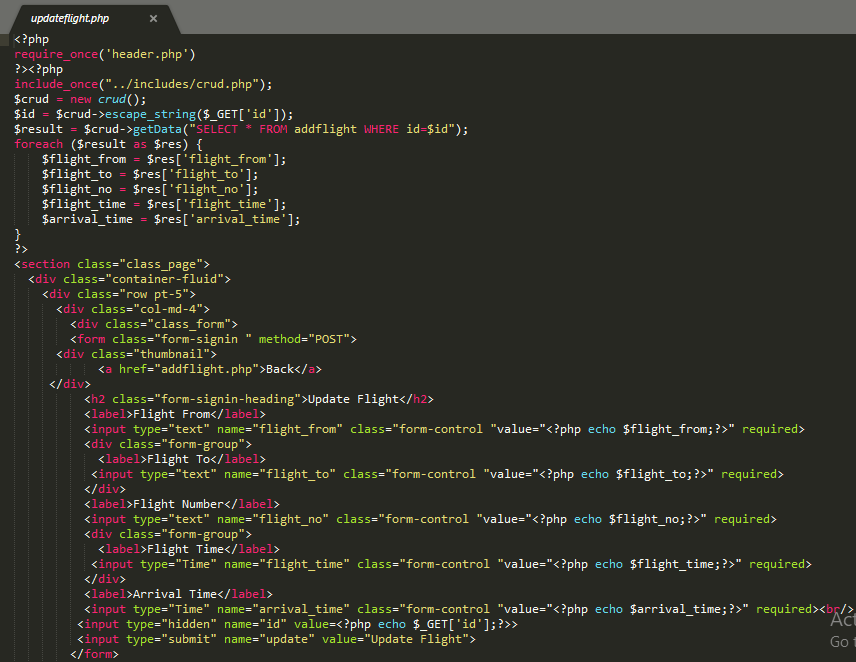 updateflight.php ×
<?php
require_once('header.php')
?><?php
include_once("../includes/crud.php");
$crud = new crud();
$id = $crud->escape_string($_GET['id']);
$result = $crud->getData("SELECT * FROM addflight WHERE id=$id");
foreach ($result as $res) {
    $flight_from = $res['flight_from'];
    $flight_to = $res['flight_to'];
    $flight_no = $res['flight_no'];
    $flight_time = $res['flight_time'];
    $arrival_time = $res['arrival_time'];
}
?>
<section class="class_page">
  <div class="container-fluid">
    <div class="row pt-5">
      <div class="col-md-4">
        <div class="class_form">
        <form class="form-signin " method="POST">
      <div class="thumbnail">
            <a href="addflight.php">Back</a>
     </div>
          <h2 class="form-signin-heading">Update Flight</h2>
          <label>Flight From</label>
          <input type="text" name="flight_from" class="form-control "value="<?php echo $flight_from;?>" required>
          <div class="form-group">
            <label>Flight To</label>
           <input type="text" name="flight_to" class="form-control "value="<?php echo $flight_to;?>" required>
          </div>
          <label>Flight Number</label>
          <input type="text" name="flight_no" class="form-control "value="<?php echo $flight_no;?>" required>
          <div class="form-group">
            <label>Flight Time</label>
           <input type="Time" name="flight_time" class="form-control "value="<?php echo $flight_time;?>" required>
          </div>
          <label>Arrival Time</label>
          <input type="Time" name="arrival_time" class="form-control "value="<?php echo $arrival_time;?>" required><br/>
         <input type="hidden" name="id" value=<?php echo $_GET['id'];?>>
         <input type="submit" name="update" value="Update Flight">
        </form>
Act
Go t